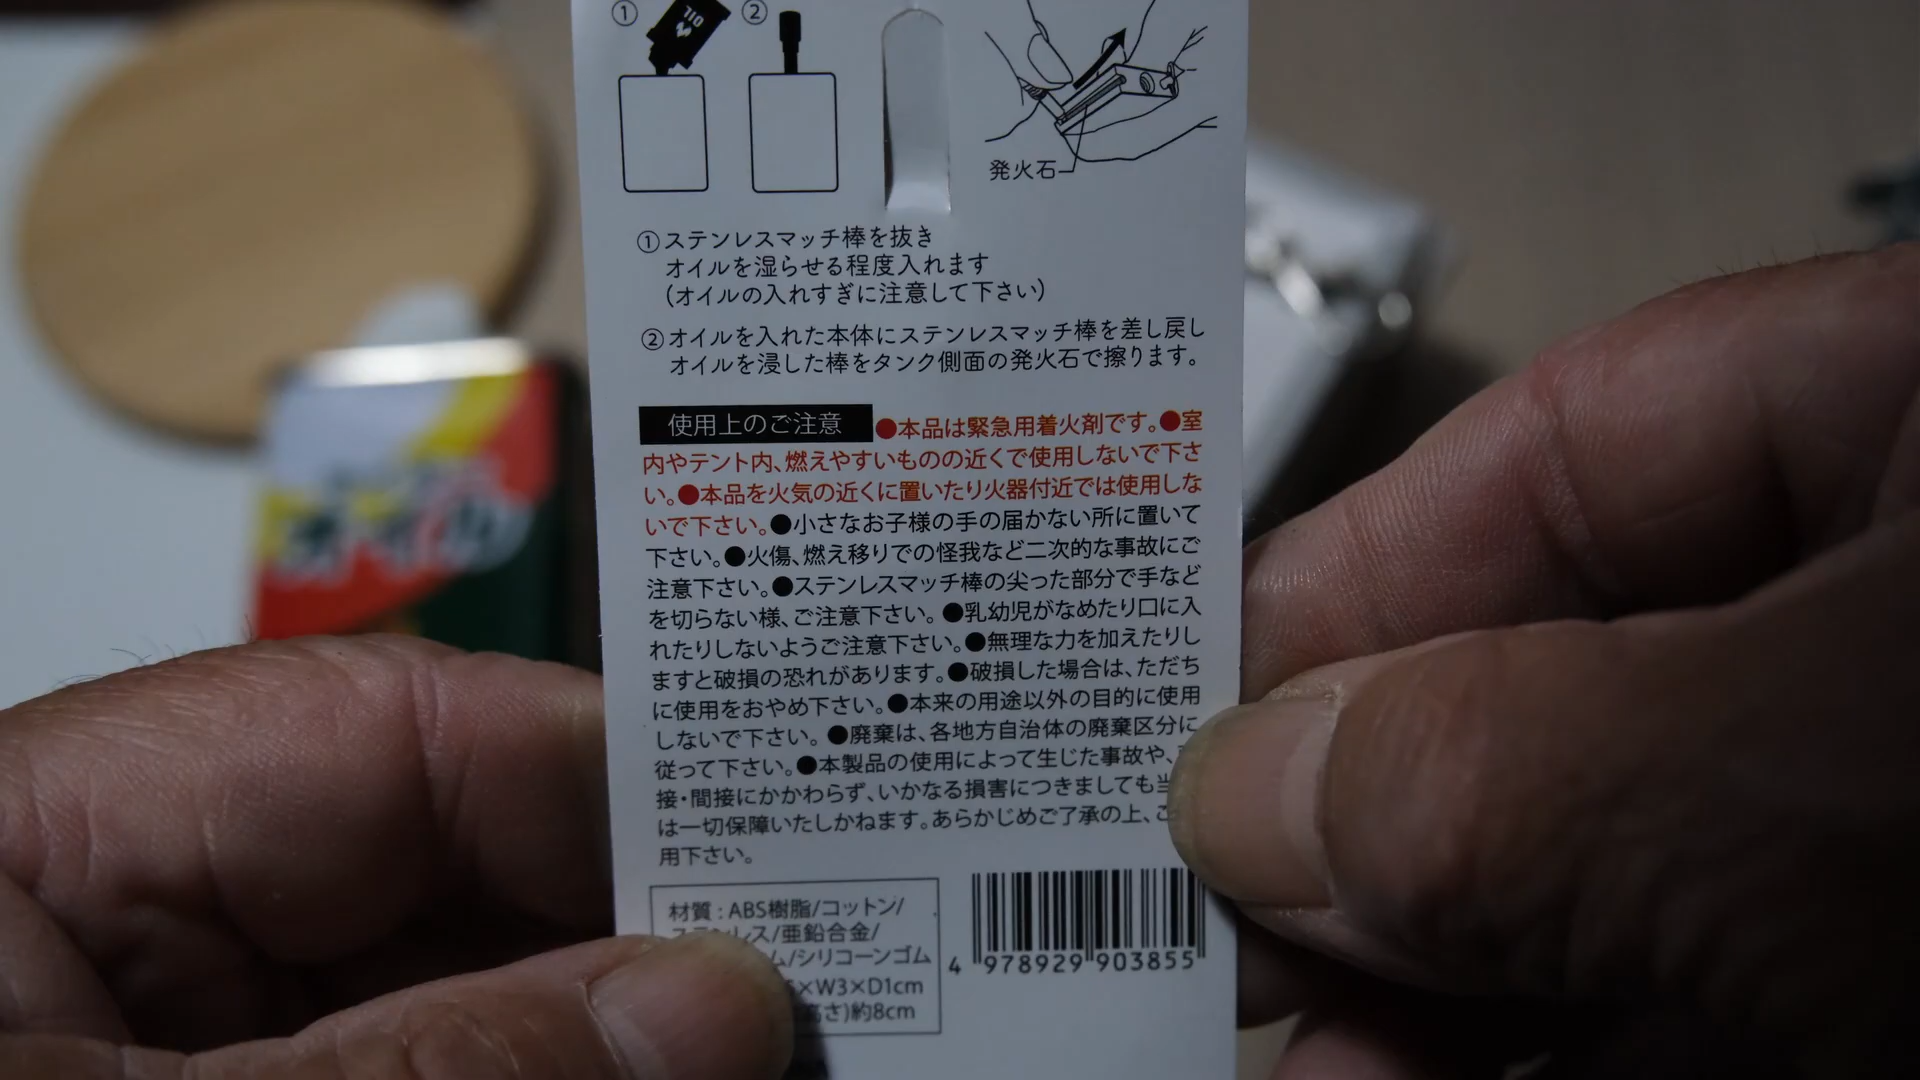 ① ②
OIL
発火石
①ステンレスマッチ棒を抜き
オイルを湿らせる程度入れます
(オイルの入れすぎに注意して下さい)
②オイルを入れた本体にステンレスマッチ棒を差し戻し
オイルを浸した棒をタンク側面の発火石で擦ります。
使用上のご注意 ●本品は緊急用着火剤です。●室
内やテント内、燃えやすいものの近くで使用しないで下さ
い。●本品を火気の近くに置いたり火器付近では使用しな
いで下さい。●小さなお子様の手の届かない所に置いて
下さい。●火傷、燃え移りでの怪我など二次的な事故にご
注意下さい。●ステンレスマッチ棒の尖った部分で手など
を切らない様、ご注意下さい。●乳幼児がなめたり口に入
れたりしないようご注意下さい。●無理な力を加えたりし
ますと破損の恐れがあります。●破損した場合は、ただち
に使用をおやめ下さい。●本来の用途以外の目的に使用
しないで下さい。●廃棄は、各地方自治体の廃棄区分に
従って下さい。●本製品の使用によって生じた事故や、
接・間接にかかわらず、いかなる損害につきましても当
は一切保障いたしかねます。あらかじめご了承の上、
用下さい。
材質:ABS樹脂/コットン/
ステンレス/亜鉛合金/
ム/シリコーンゴム
×W3×D1cm
高さ)約8cm
4 978929 903855
オイル